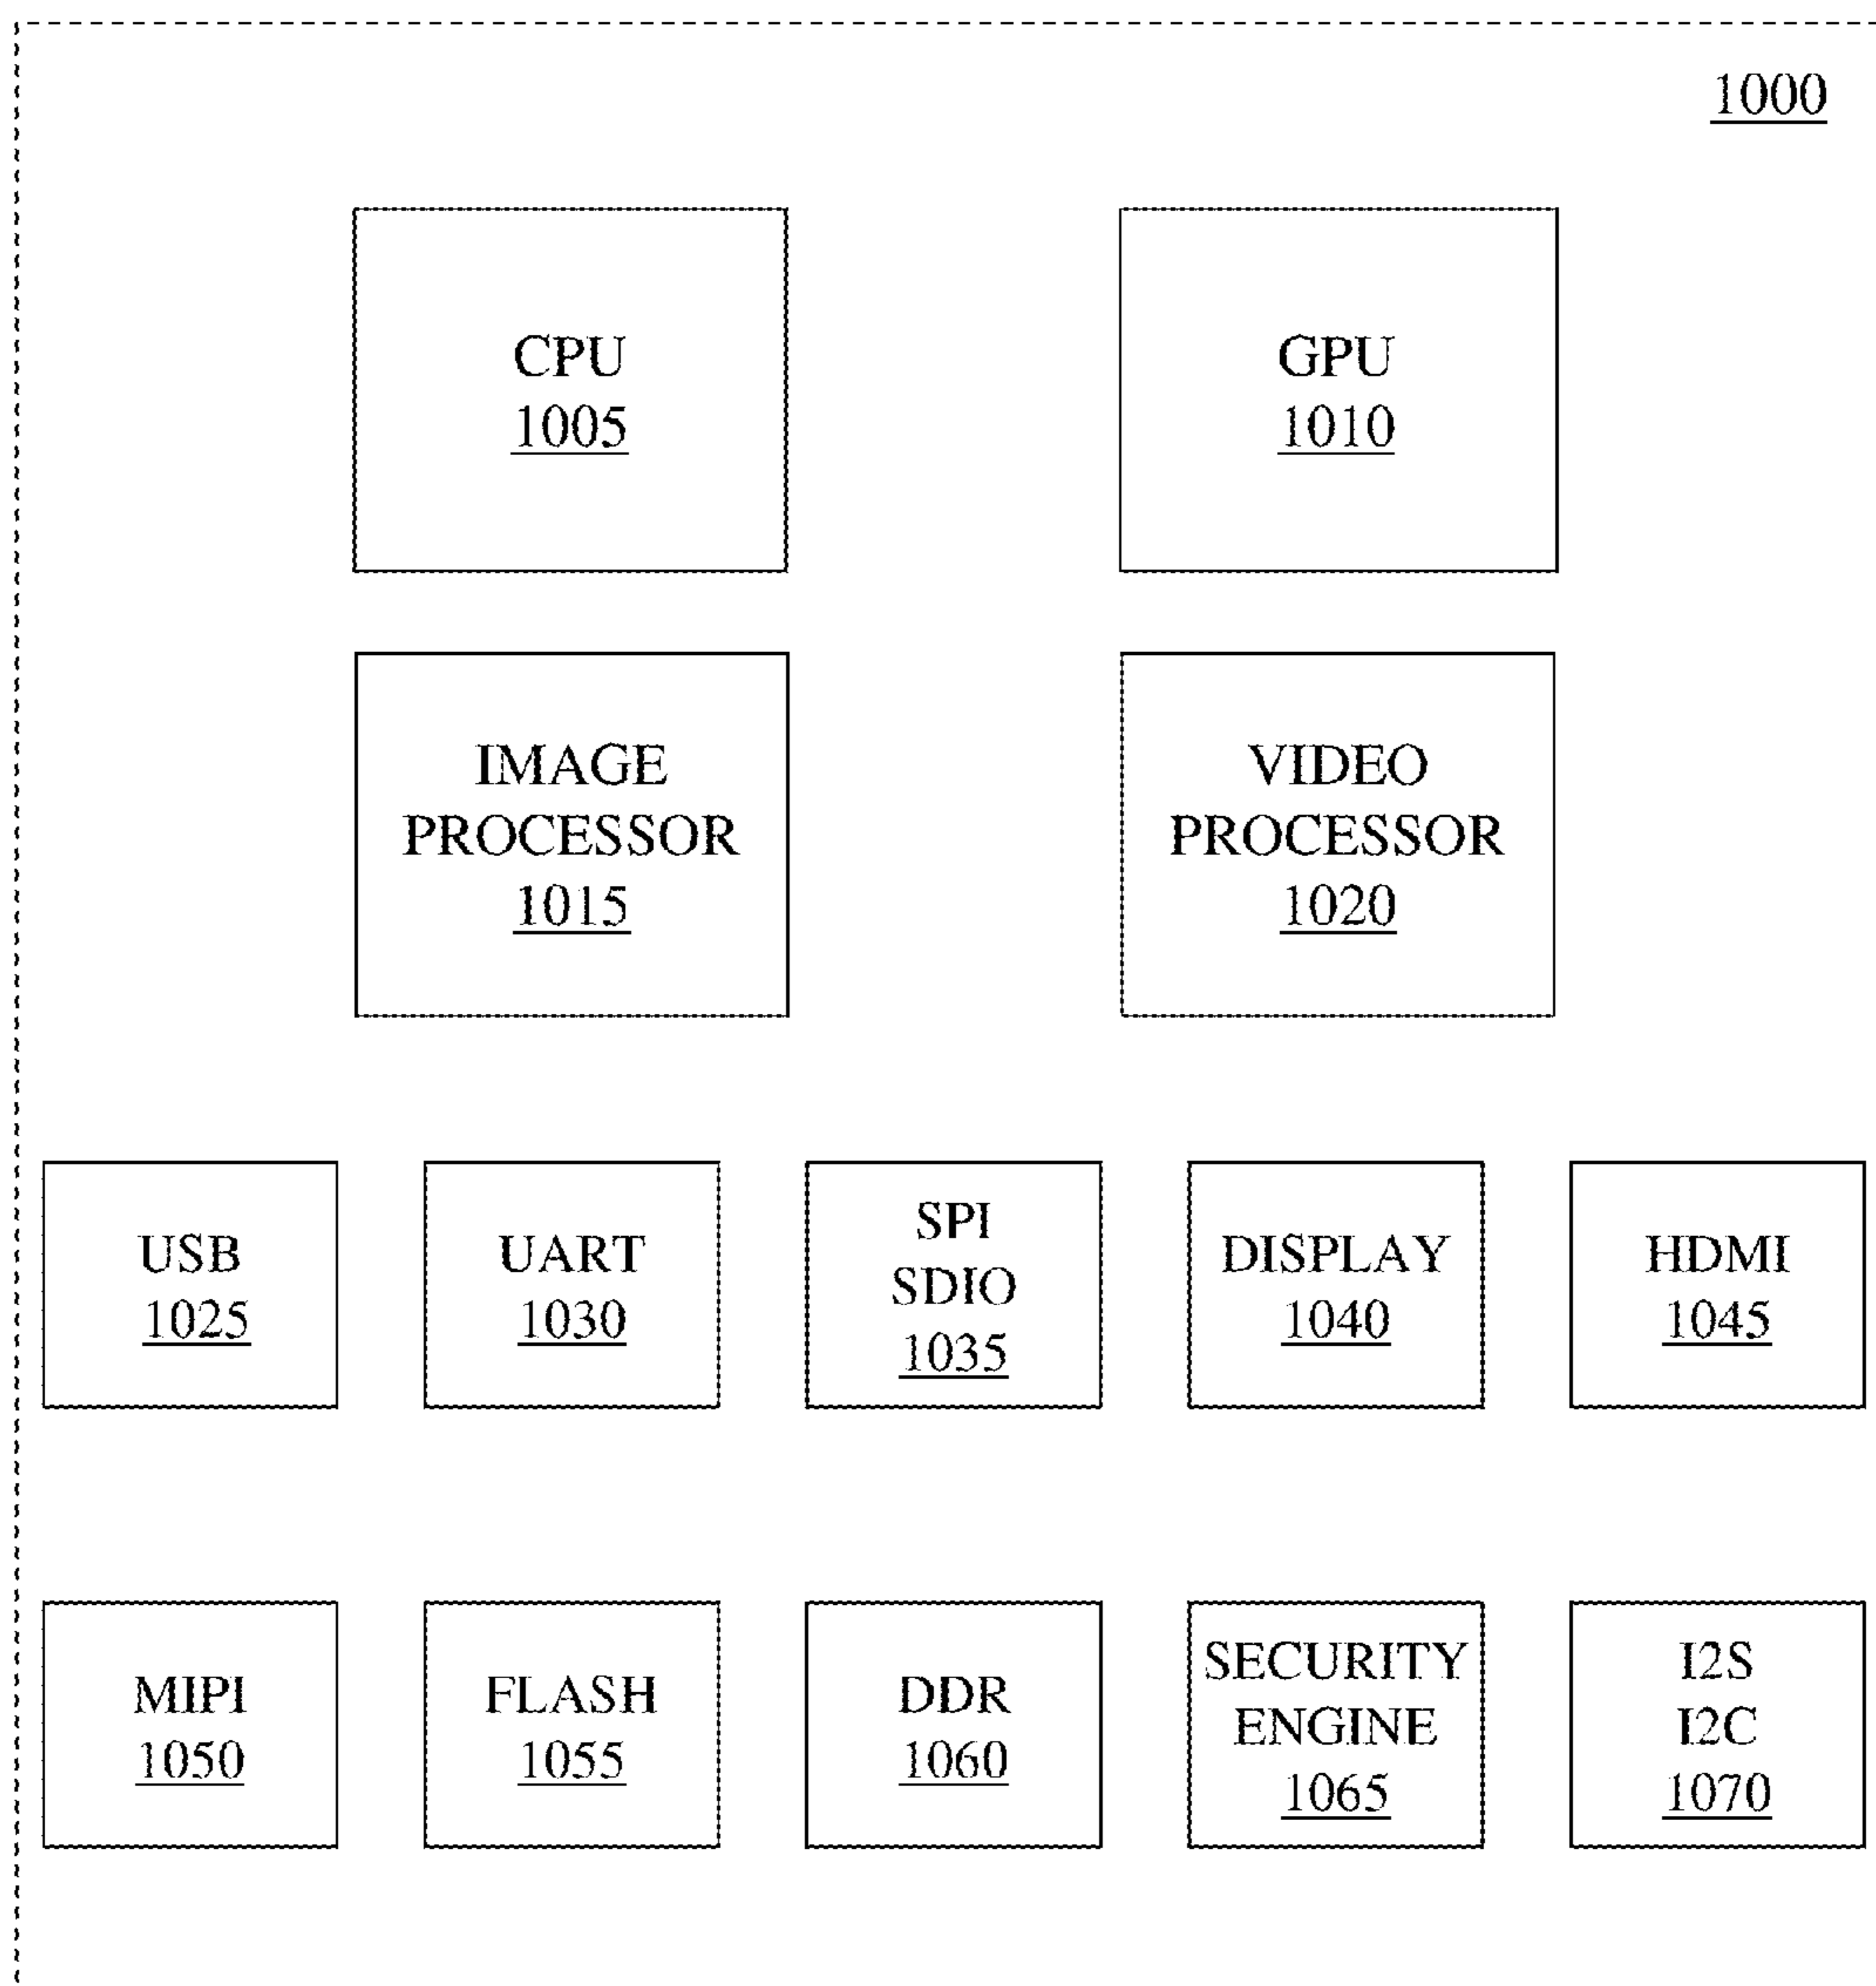 1000
CPU
1005
GPU
1010
IMAGE
PROCESSOR
1015
VIDEO
PROCESSOR
1020
USB
1025
UART
1030
SPI
SDIO
1035
DISPLAY
1040
HDMI
1045
MIPI
1050
FLASH
1055
DDR
1060
SECURITY
ENGINE
1065
I2S
I2C
1070